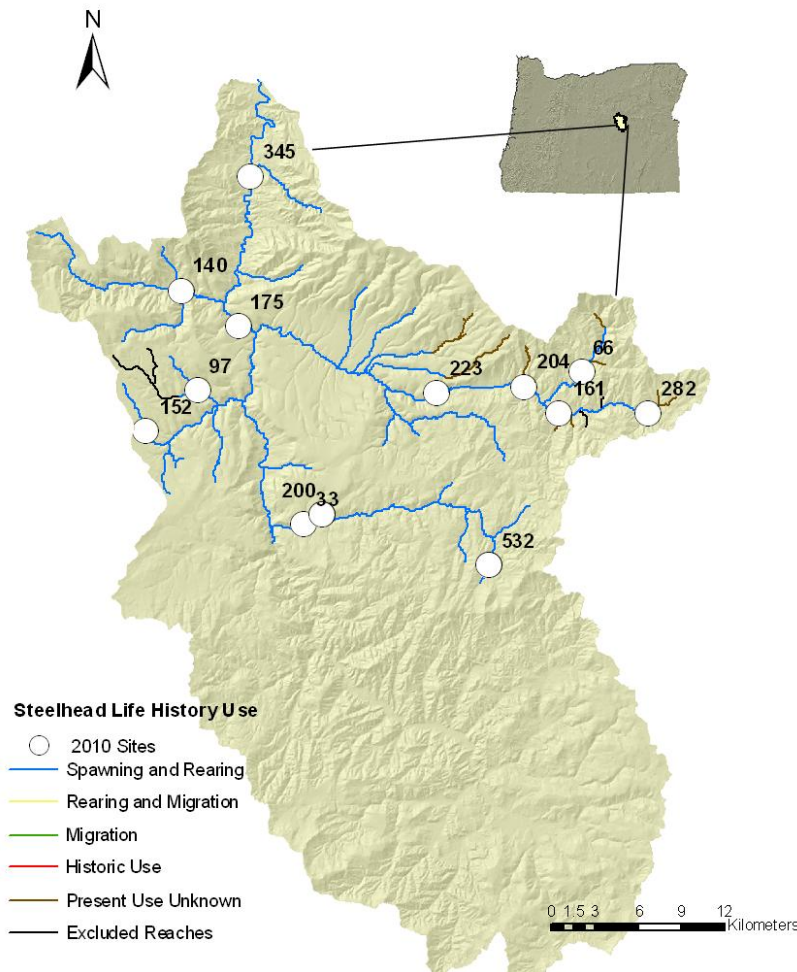 N
345
140
175
97
152
223
204
66
161
282
200
33
532
Steelhead Life History Use
2010 Sites
Spawning and Rearing
Rearing and Migration
Migration
Historic Use
Present Use Unknown
Excluded Reaches
0 1.5 3 6 9 12
Kilometers